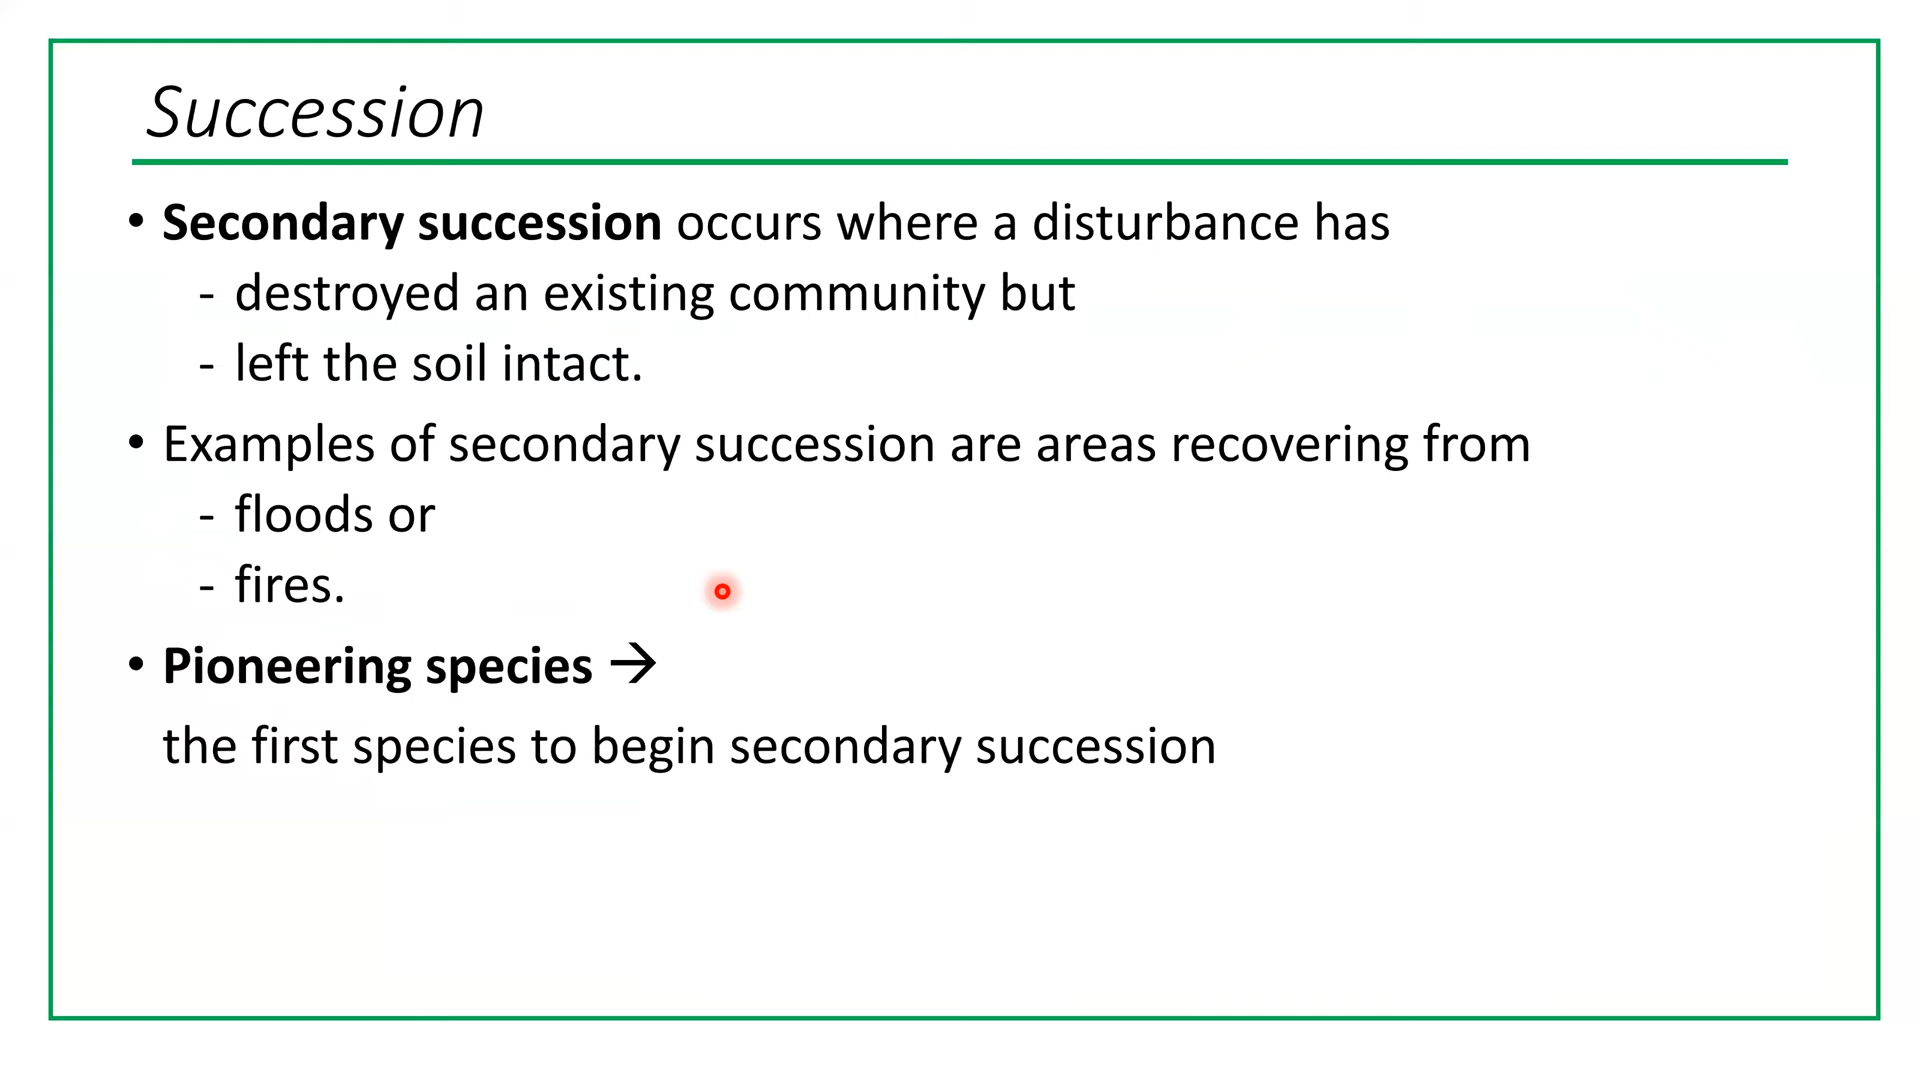 Succession
• Secondary succession occurs where a disturbance has
- destroyed an existing community but
- left the soil intact.
• Examples of secondary succession are areas recovering from
- floods or
- fires.
• Pioneering species →
the first species to begin secondary succession